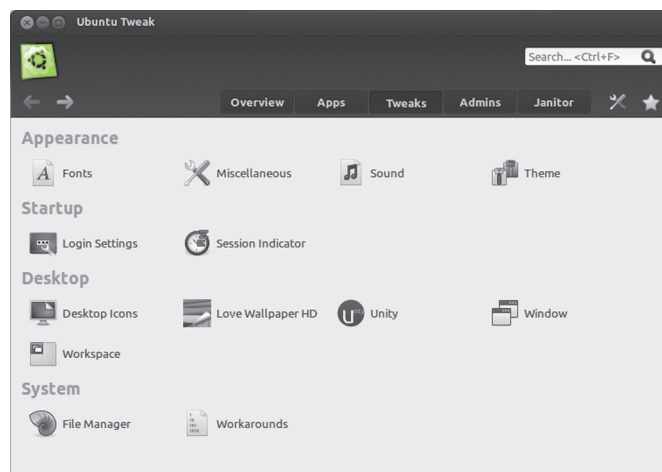 Ubuntu Tweak
Search... <Ctrl+F>
Overview Apps Tweaks Admins Janitor
Appearance
Fonts Miscellaneous Sound Theme
Startup
Login Settings Session Indicator
Desktop
Desktop Icons Love Wallpaper HD Unity Window
Workspace
System
File Manager Workarounds